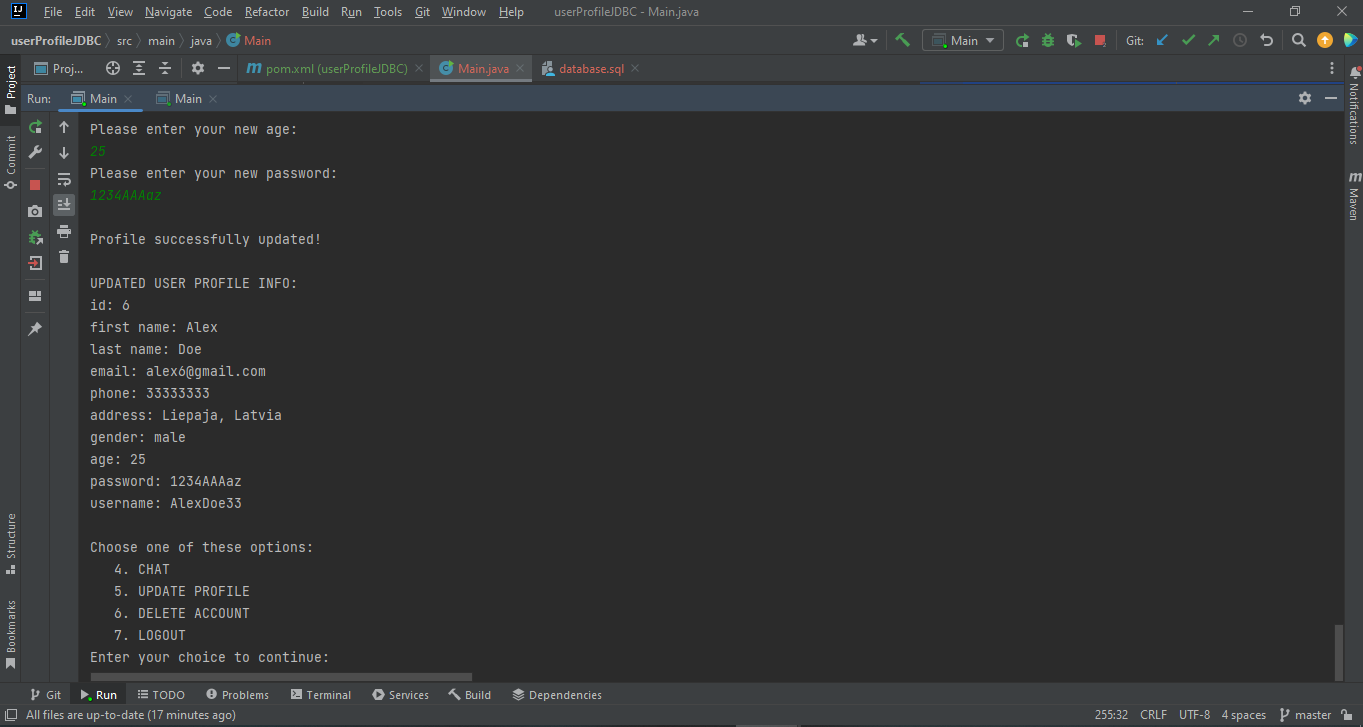 File Edit View Navigate Code Refactor Build Run Tools Git Window Help userProfileJDBC - Main.java
userProfileJDBC src main java Main
Main Git:
Proj... pom.xml (userProfileJDBC) Main.java database.sql
Run: Main Main
Project
Commit
Structure
Bookmarks
Please enter your new age:
25
Please enter your new password:
1234AAAaz
Profile successfully updated!
UPDATED USER PROFILE INFO:
id: 6
first name: Alex
last name: Doe
email: alex6@gmail.com
phone: 33333333
address: Liepaja, Latvia
gender: male
age: 25
password: 1234AAAaz
username: AlexDoe33
Choose one of these options:
4. CHAT
5. UPDATE PROFILE
6. DELETE ACCOUNT
7. LOGOUT
Enter your choice to continue:
Notifications
Maven
Git Run TODO Problems Terminal Services Build Dependencies
All files are up-to-date (17 minutes ago) 255:32 CRLF UTF-8 4 spaces master